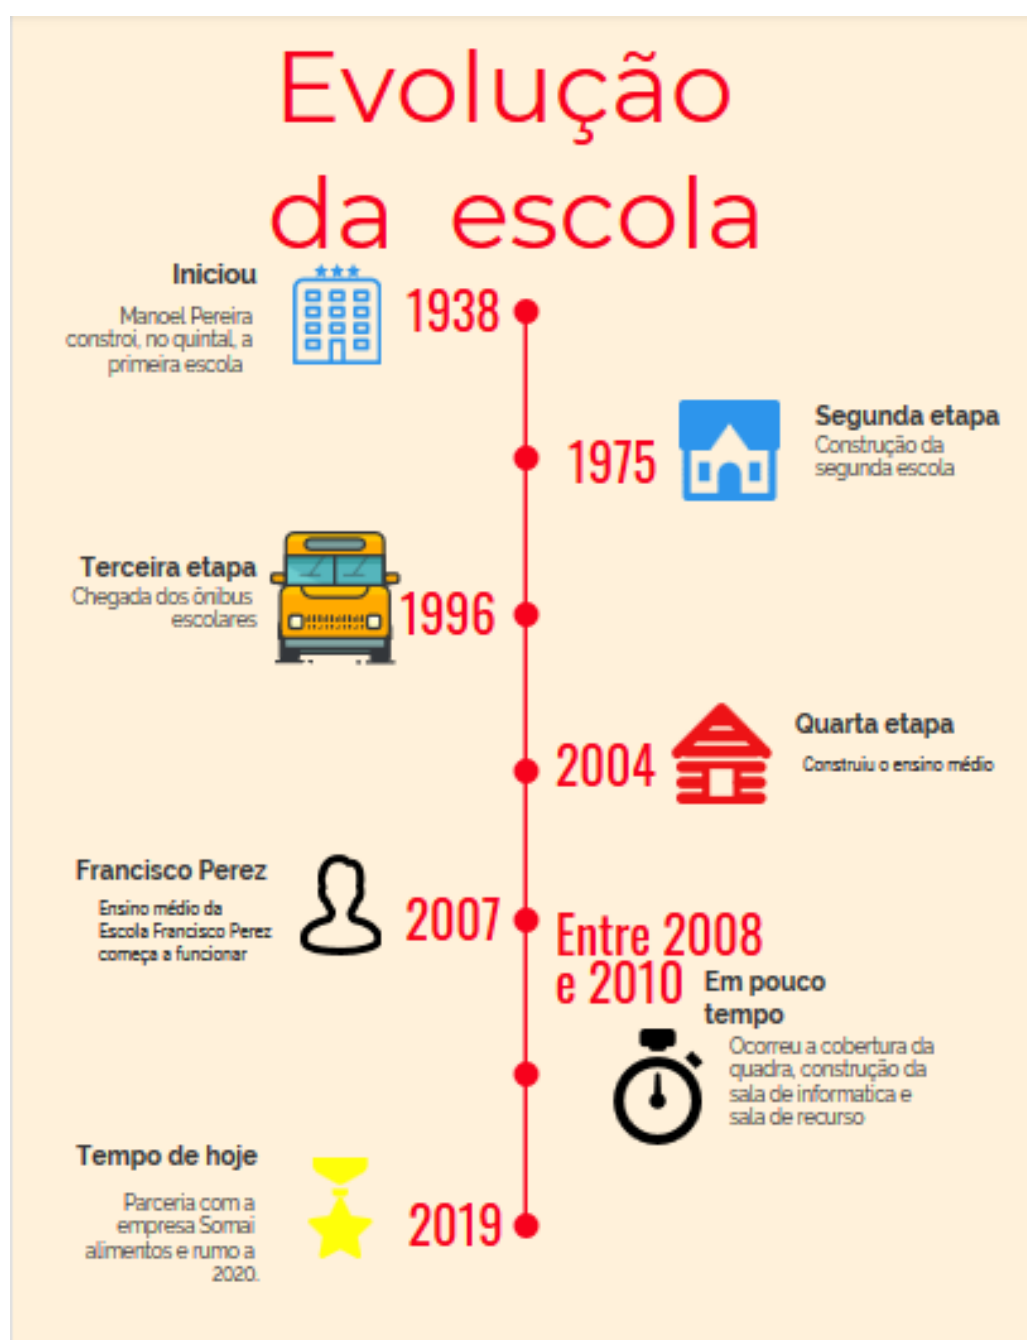 Evolução
da escola
Iniciou
Manoel Pereira
constroi, no quintal, a
primeira escola
1938
1975
Segunda etapa
Construção da
segunda escola
Terceira etapa
Chegada dos ônibus
escolares
1996
2004
Quarta etapa
Construiu o ensino médio
Francisco Perez
Ensino médio da
Escola Francisco Perez
começa a funcionar
2007
Entre 2008
e 2010
Em pouco
tempo
Ocorreu a cobertura da
quadra, construção da
sala de informatica e
sala de recurso
Tempo de hoje
Parceria com a
empresa Somai
alimentos e rumo a
2020.
2019